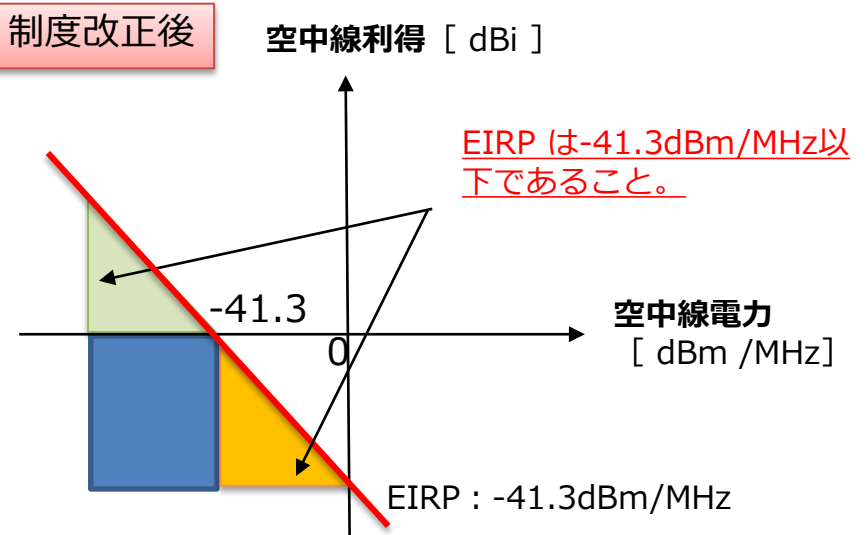 制度改正後
空中線利得［ dBi ］
EIRP は-41.3dBm/MHz以
下であること。
-41.3
0
空中線電力
［ dBm /MHz］
EIRP：-41.3dBm/MHz